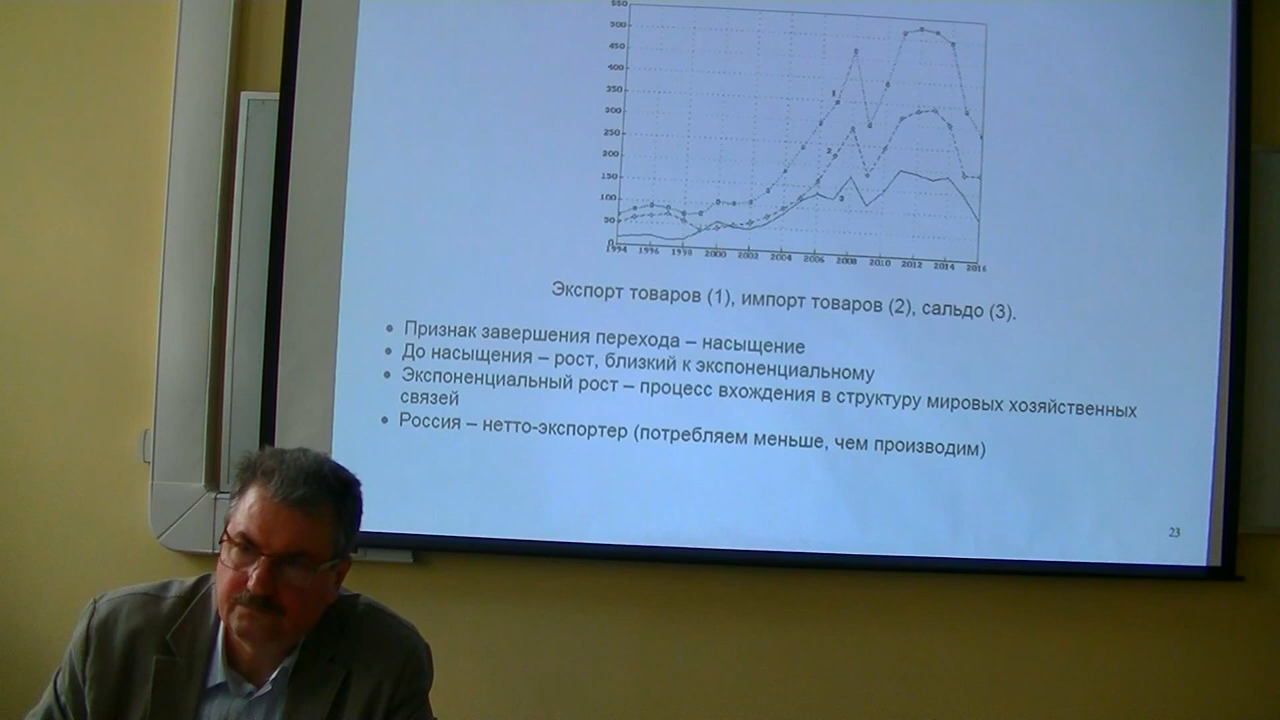 550
500
450
400
350
300
250
200
150
100
50
0
1
2
3
1994 1996 1998 2000 2002 2004 2006 2008 2010 2012 2014 2016
Экспорт товаров (1), импорт товаров (2), сальдо (3).
• Признак завершения перехода – насыщение
• До насыщения – рост, близкий к экспоненциальному
• Экспоненциальный рост – процесс вхождения в структуру мировых хозяйственных
связей
• Россия – нетто-экспортер (потребляем меньше, чем производим)
23